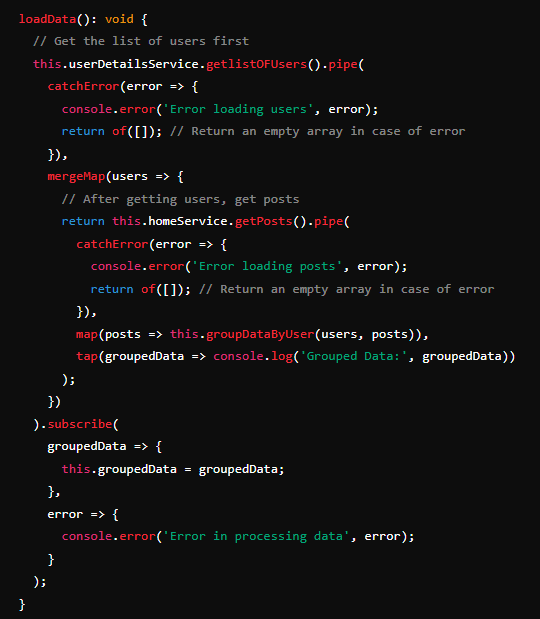 loadData(): void {
  // Get the list of users first
  this.userDetailsService.getlistOFUsers().pipe(
    catchError(error => {
      console.error('Error loading users', error);
      return of([]); // Return an empty array in case of error
    }),
    mergeMap(users => {
      // After getting users, get posts
      return this.homeService.getPosts().pipe(
        catchError(error => {
          console.error('Error loading posts', error);
          return of([]); // Return an empty array in case of error
        }),
        map(posts => this.groupDataByUser(users, posts)),
        tap(groupedData => console.log('Grouped Data:', groupedData))
      );
    })
  ).subscribe(
    groupedData => {
      this.groupedData = groupedData;
    },
    error => {
      console.error('Error in processing data', error);
    }
  );
}